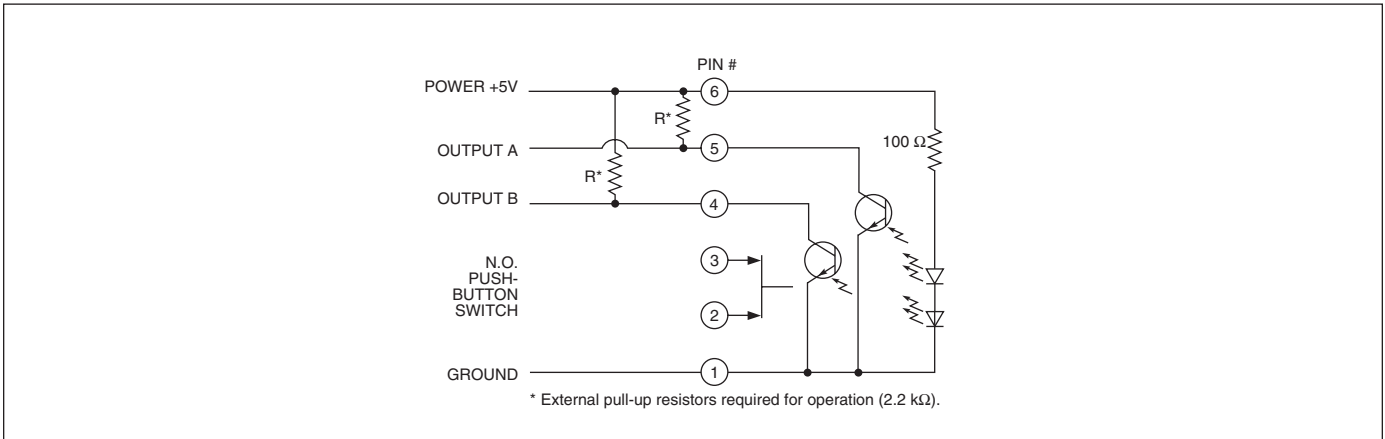 PIN #
POWER +5V
6
R*
100 Ω
OUTPUT A
5
R*
OUTPUT B
4
N.O.
PUSH-
BUTTON
SWITCH
3
2
GROUND
1
* External pull-up resistors required for operation (2.2 kΩ).